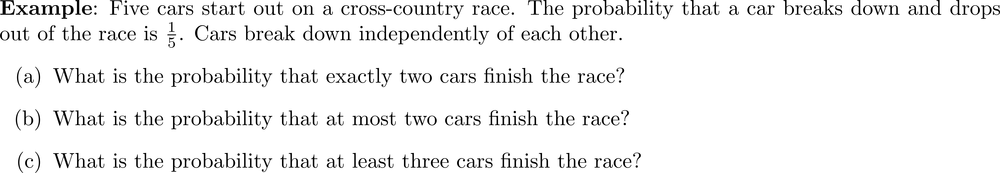 Example: Five cars start out on a cross-country race. The probability that a car breaks down and drops
out of the race is 1/5. Cars break down independently of each other.
(a) What is the probability that exactly two cars finish the race?
(b) What is the probability that at most two cars finish the race?
(c) What is the probability that at least three cars finish the race?